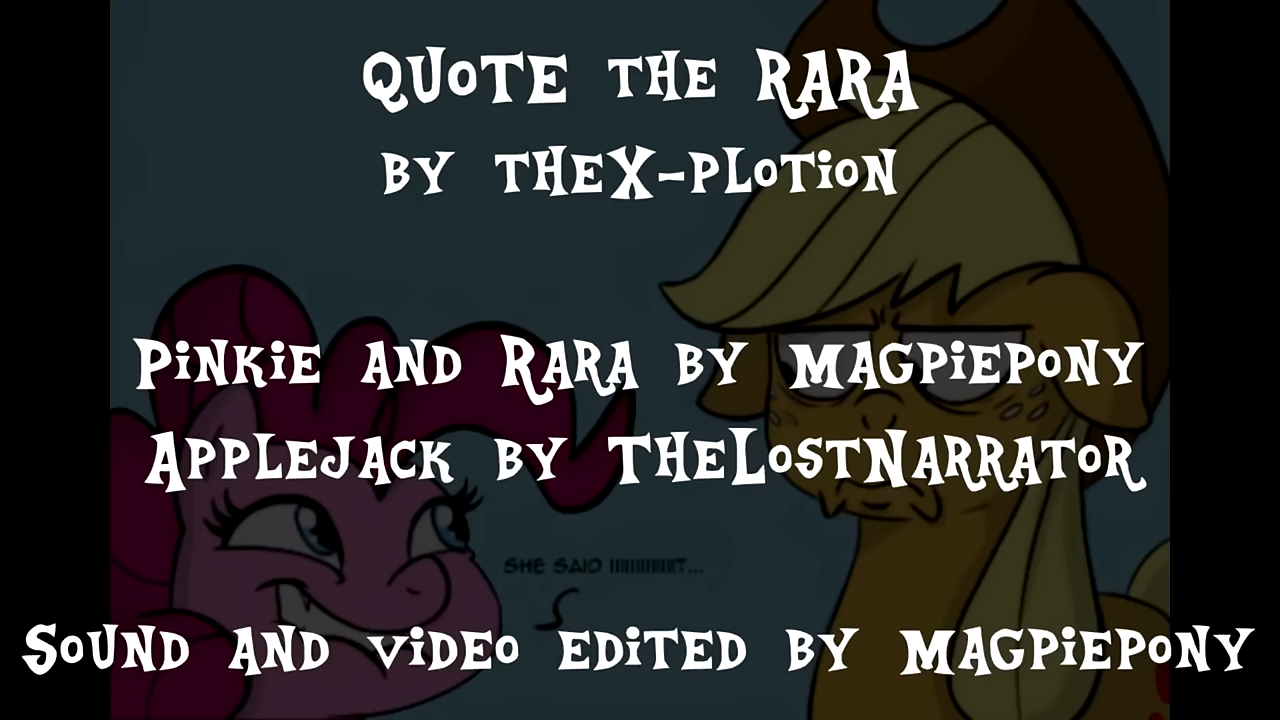 QUOTE THE RARA
BY THEX-PLOTION
PINKIE AND RARA BY MAGPIEPONY
APPLEJACK BY THELOSTNARRATOR
SHE SAID IIIIIIIIIIIIIT...
SOUND AND VIDEO EDITED BY MAGPIEPONY